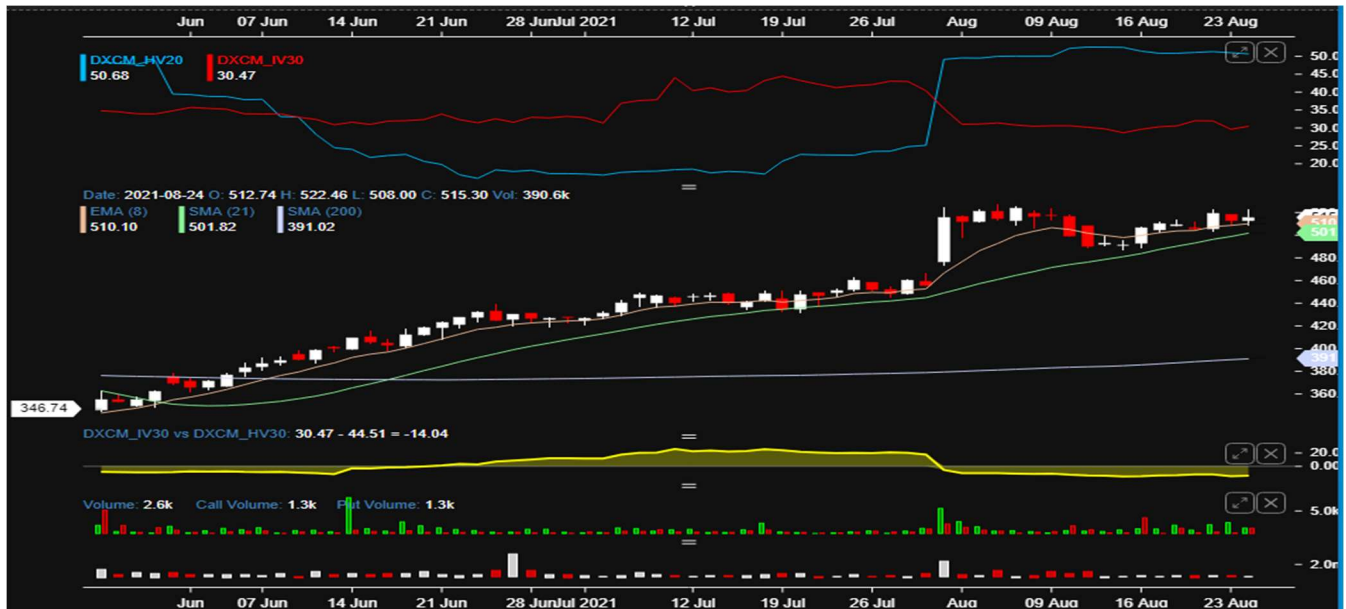 Jun 07 Jun 14 Jun 21 Jun 28 Jun Jul 2021 12 Jul 19 Jul 26 Jul Aug 09 Aug 16 Aug 23 Aug
DXCM_HV20 DXCM_IV30
50.68 30.47
50.0
45.0
40.0
35.0
30.0
25.0
20.0
Date: 2021-08-24 O: 512.74 H: 522.46 L: 508.00 C: 515.30 Vol: 390.6k
EMA (8) SMA (21) SMA (200)
510.10 501.82 391.02
510
501
480.
460.
440.
420.
400.
391
380.
360.
346.74
DXCM_IV30 vs DXCM_HV30: 30.47 - 44.51 = -14.04
20.0
0.00
Volume: 2.6k Call Volume: 1.3k Put Volume: 1.3k
5.0k
2.0m
Jun 07 Jun 14 Jun 21 Jun 28 Jun Jul 2021 12 Jul 19 Jul 26 Jul Aug 09 Aug 16 Aug 23 Aug